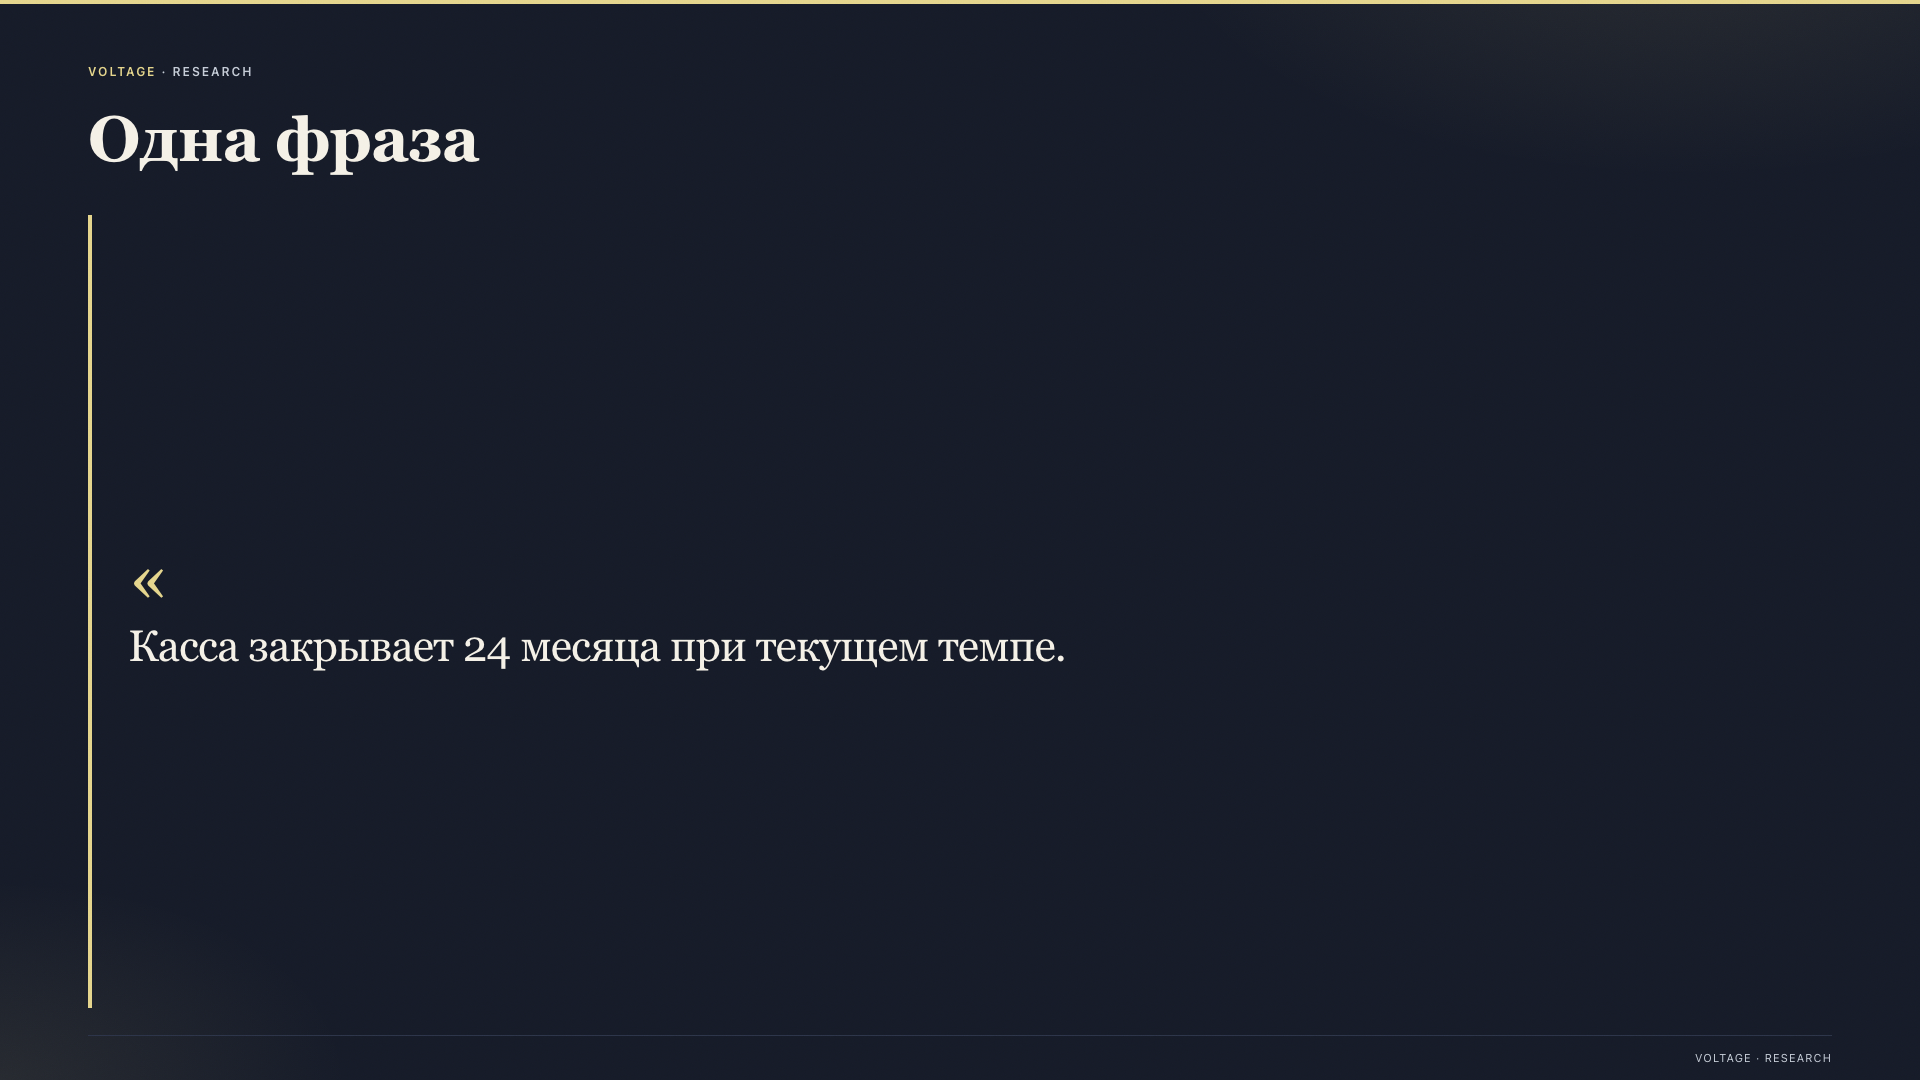 VOLTAGE · RESEARCH
Одна фраза
«
Касса закрывает 24 месяца при текущем темпе.
VOLTAGE · RESEARCH